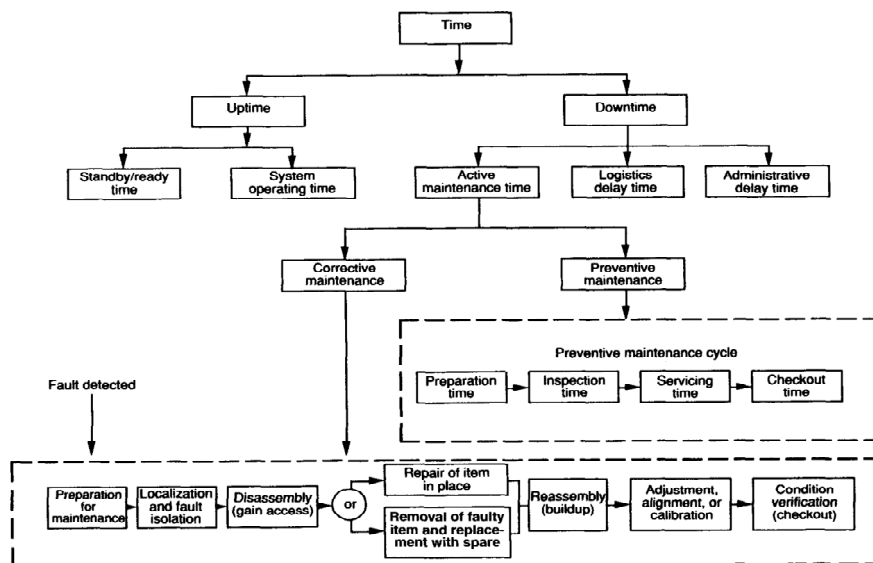 Time
Uptime
Downtime
Standby/ready
time
System
operating time
Active
maintenance time
Logistics
delay time
Administrative
delay time
Corrective
maintenance
Preventive
maintenance
Preventive maintenance cycle
Preparation
time
Inspection
time
Servicing
time
Checkout
time
Fault detected
Preparation
for
maintenance
Localization
and fault
isolation
Disassembly
(gain access)
or
Repair of item
in place
Removal of faulty
item and replace-
ment with spare
Reassembly
(buildup)
Adjustment,
alignment, or
calibration
Condition
verification
(checkout)